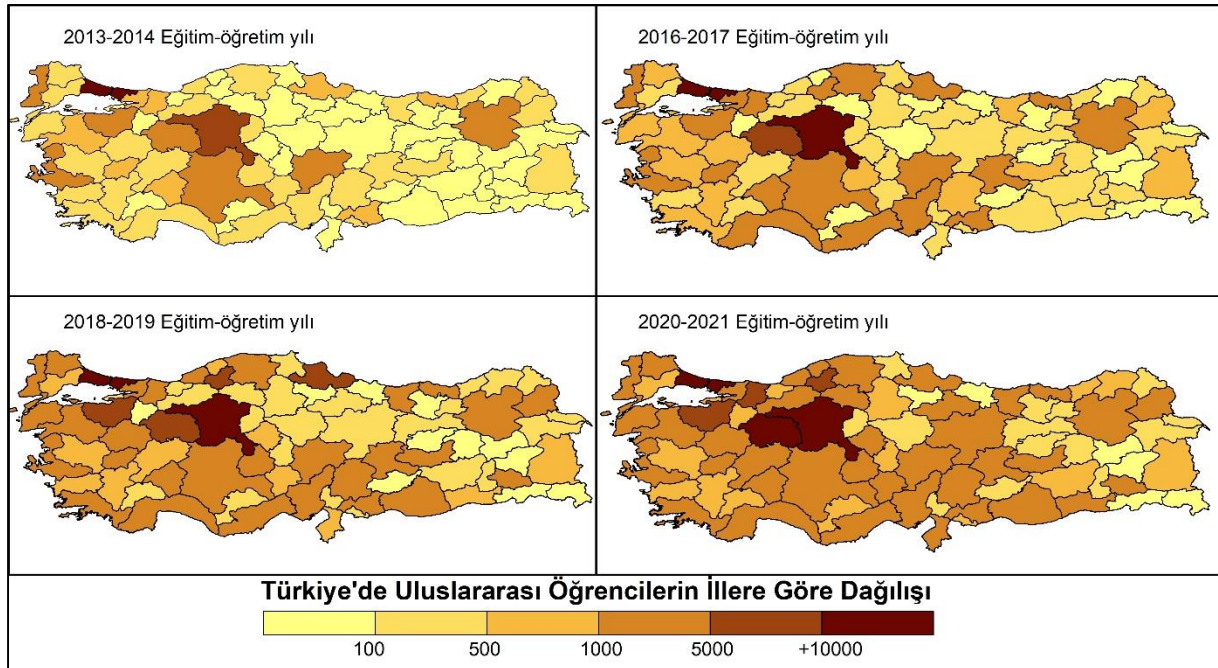 2013-2014 Eğitim-öğretim yılı
2016-2017 Eğitim-öğretim yılı
2018-2019 Eğitim-öğretim yılı
2020-2021 Eğitim-öğretim yılı
Türkiye'de Uluslararası Öğrencilerin İllere Göre Dağılışı
100 500 1000 5000 +10000